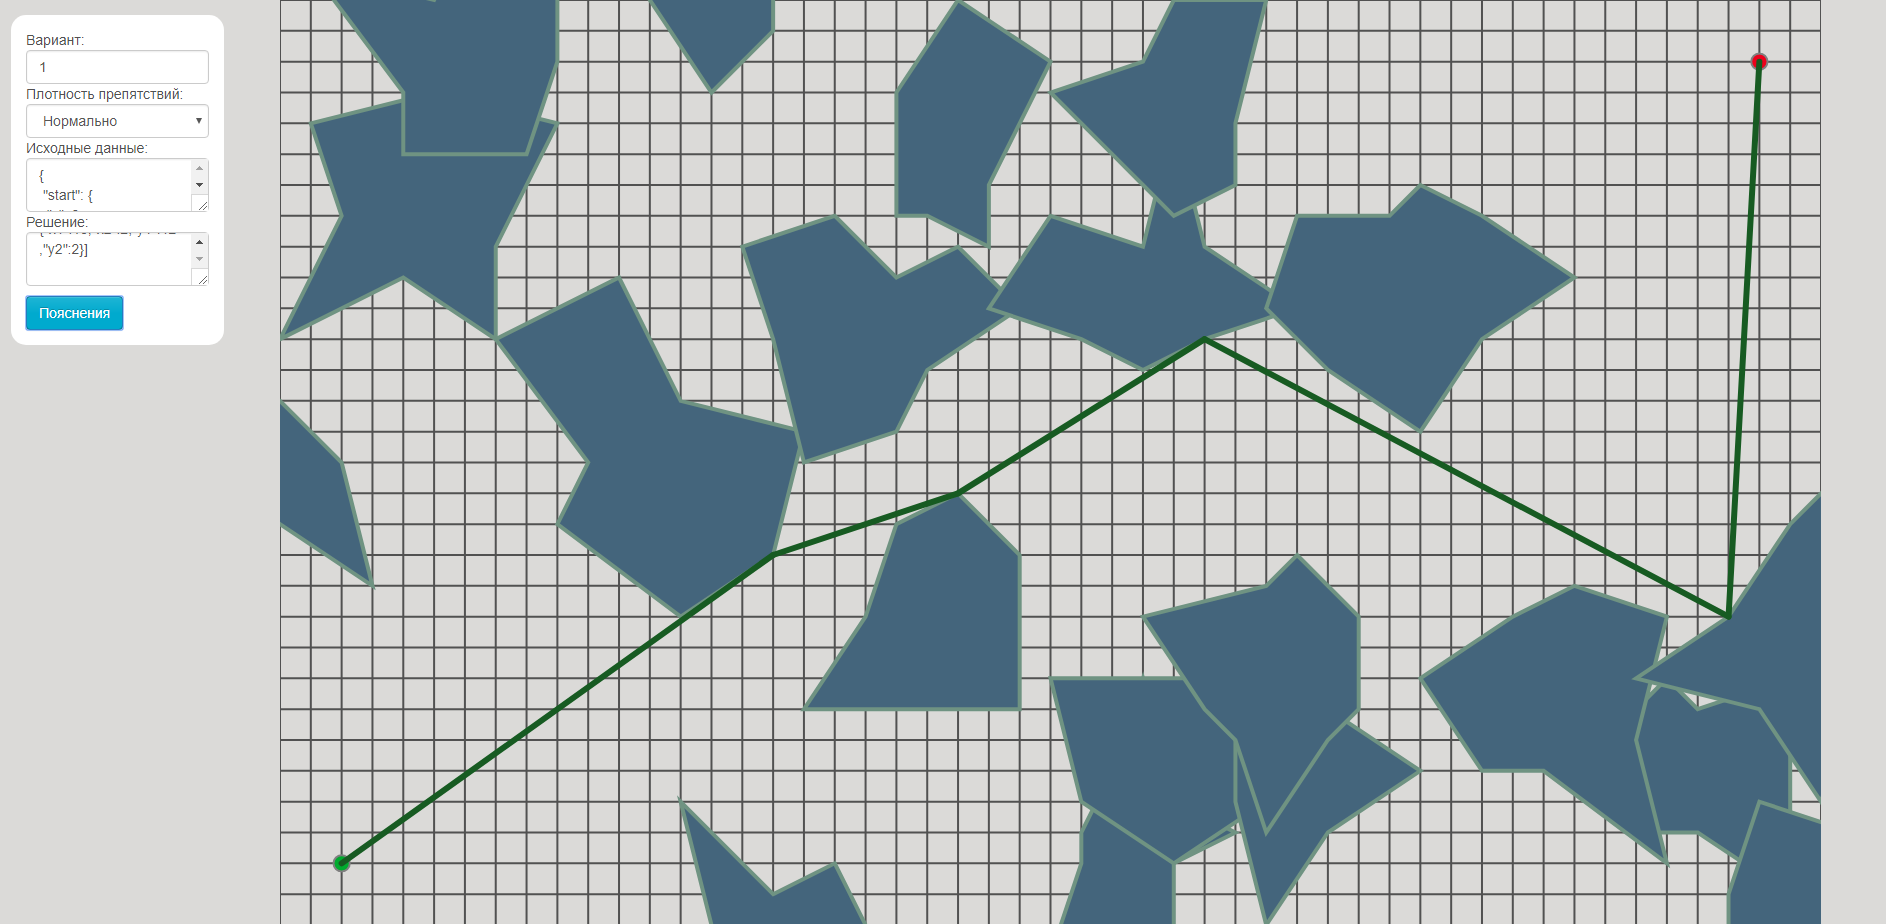 Вариант:
1
Плотность препятствий:
Нормально
Исходные данные:
{
"start": {
Решение:
,"y2":2}]
Пояснения